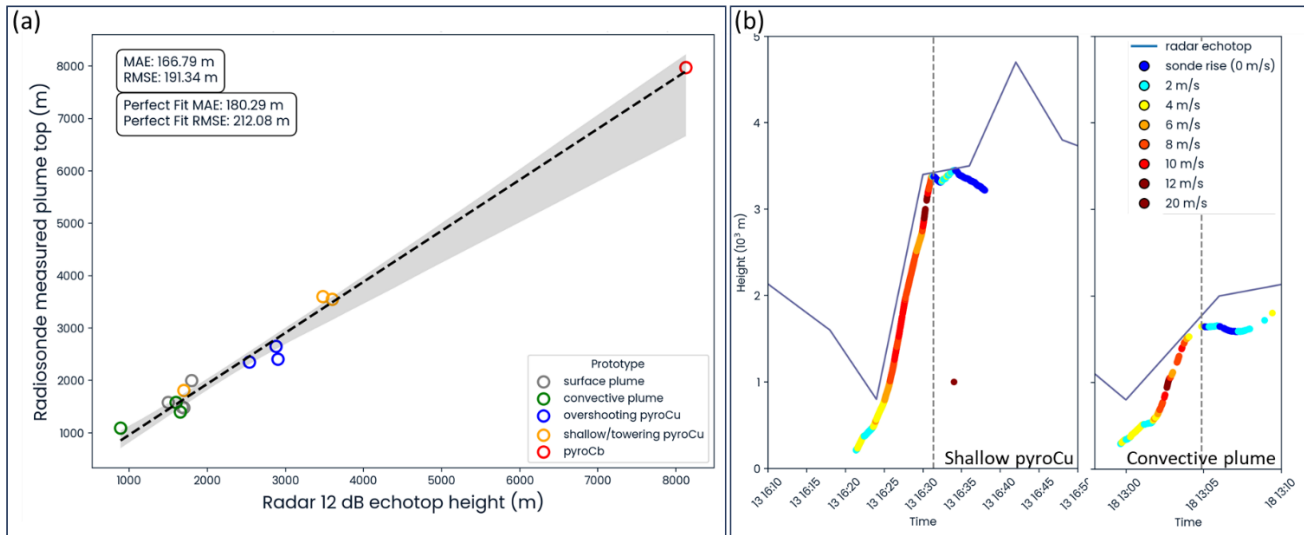 (a)
MAE: 166.79 m
RMSE: 191.34 m
Perfect Fit MAE: 180.29 m
Perfect Fit RMSE: 212.08 m
Radiosonde measured plume top (m)
8000
7000
6000
5000
4000
3000
2000
1000
Prototype
surface plume
convective plume
overshooting pyroCu
shallow/towering pyroCu
pyroCb
1000 2000 3000 4000 5000 6000 7000 8000
Radar 12 dB echotop height (m)
(b)
Height (10³ m)
5
4
3
2
1
0
Shallow pyroCu
13 16:10 13 16:15 13 16:20 13 16:25 13 16:30 13 16:35 13 16:40 13 16:45 13 16:50
Time
radar echotop
sonde rise (0 m/s)
2 m/s
4 m/s
6 m/s
8 m/s
10 m/s
12 m/s
20 m/s
Convective plume
18 13:00 18 13:05 18 13:10
Time